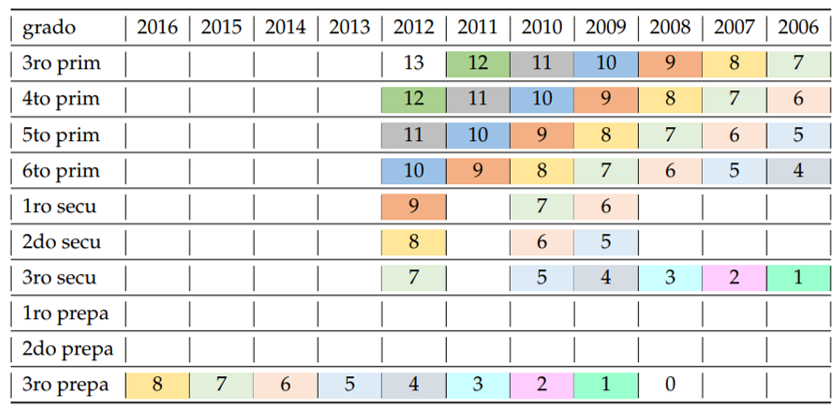 grado 2016 2015 2014 2013 2012 2011 2010 2009 2008 2007 2006
3ro prim 13 12 11 10 9 8 7
4to prim 12 11 10 9 8 7 6
5to prim 11 10 9 8 7 6 5
6to prim 10 9 8 7 6 5 4
1ro secu 9 7 6
2do secu 8 6 5
3ro secu 7 5 4 3 2 1
1ro prepa
2do prepa
3ro prepa 8 7 6 5 4 3 2 1 0